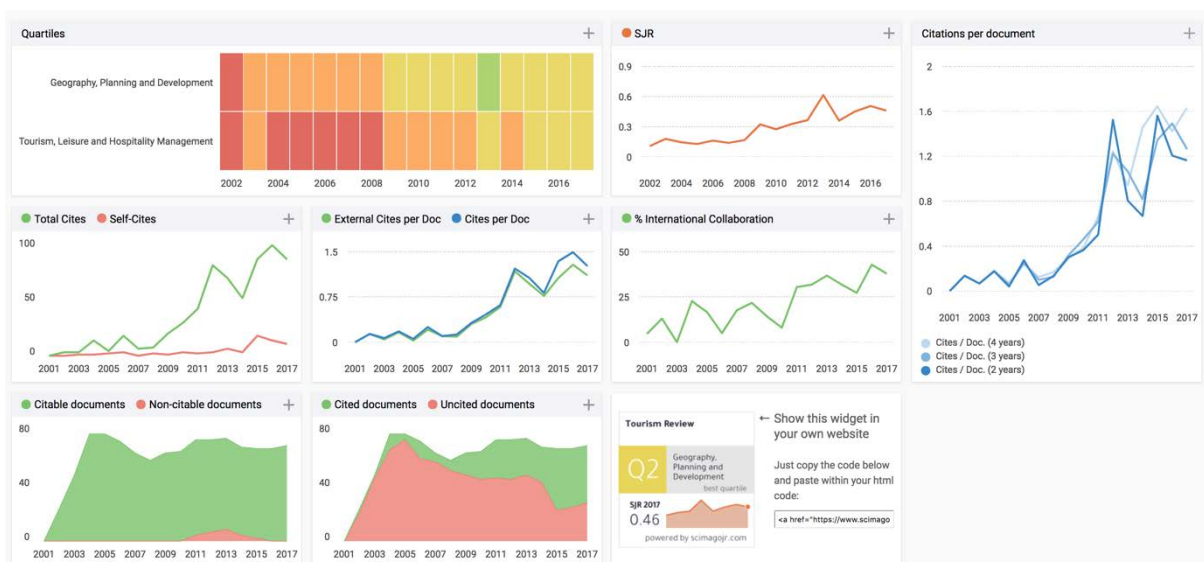 Quartiles
Geography, Planning and Development
Tourism, Leisure and Hospitality Management
2002 2004 2006 2008 2010 2012 2014 2016
SJR
0.9
0.6
0.3
0
2002 2004 2006 2008 2010 2012 2014 2016
Citations per document
2
1.6
1.2
0.8
0.4
0
2001 2003 2005 2007 2009 2011 2013 2015 2017
Cites / Doc. (4 years)
Cites / Doc. (3 years)
Cites / Doc. (2 years)
Total Cites Self-Cites
100
50
0
2001 2003 2005 2007 2009 2011 2013 2015 2017
External Cites per Doc Cites per Doc
1.5
0.75
0
2001 2003 2005 2007 2009 2011 2013 2015 2017
% International Collaboration
50
25
0
2001 2003 2005 2007 2009 2011 2013 2015 2017
Citable documents Non-citable documents
80
40
0
2001 2003 2005 2007 2009 2011 2013 2015 2017
Cited documents Uncited documents
80
40
0
2001 2003 2005 2007 2009 2011 2013 2015 2017
Tourism Review
Q2
Geography,
Planning and
Development
best quartile
SJR 2017
0.46
powered by scimagojr.com
← Show this widget in
your own website
Just copy the code below
and paste within your html
code:
<a href="https://www.scimago